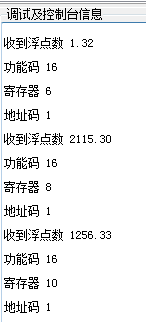 调试及控制台信息
收到浮点数 1.32
功能码 16
寄存器 6
地址码 1
收到浮点数 2115.30
功能码 16
寄存器 8
地址码 1
收到浮点数 1256.33
功能码 16
寄存器 10
地址码 1